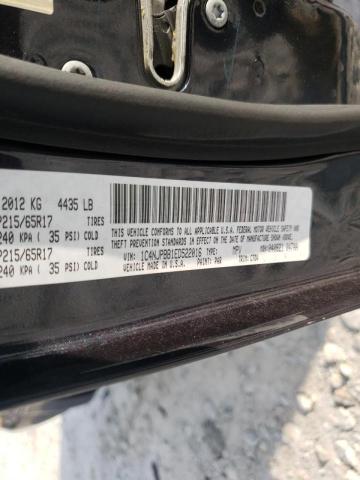 2012 KG 4435 LB
P215/65R17 TIRES
240 KPA ( 35 PSI) COLD
P215/65R17 TIRES
240 KPA ( 35 PSI) COLD
THIS VEHICLE CONFORMS TO ALL APPLICABLE U.S.A. FEDERAL MOTOR VEHICLE SAFETY AND
THEFT PREVENTION STANDARDS IN EFFECT ON THE DATE OF MANUFACTURE SHOWN ABOVE.
VIN: 1C4NJPBB1ED522016 TYPE: MPV
MADE IN U.S.A. PAINT: PAR TRIM: CTDA